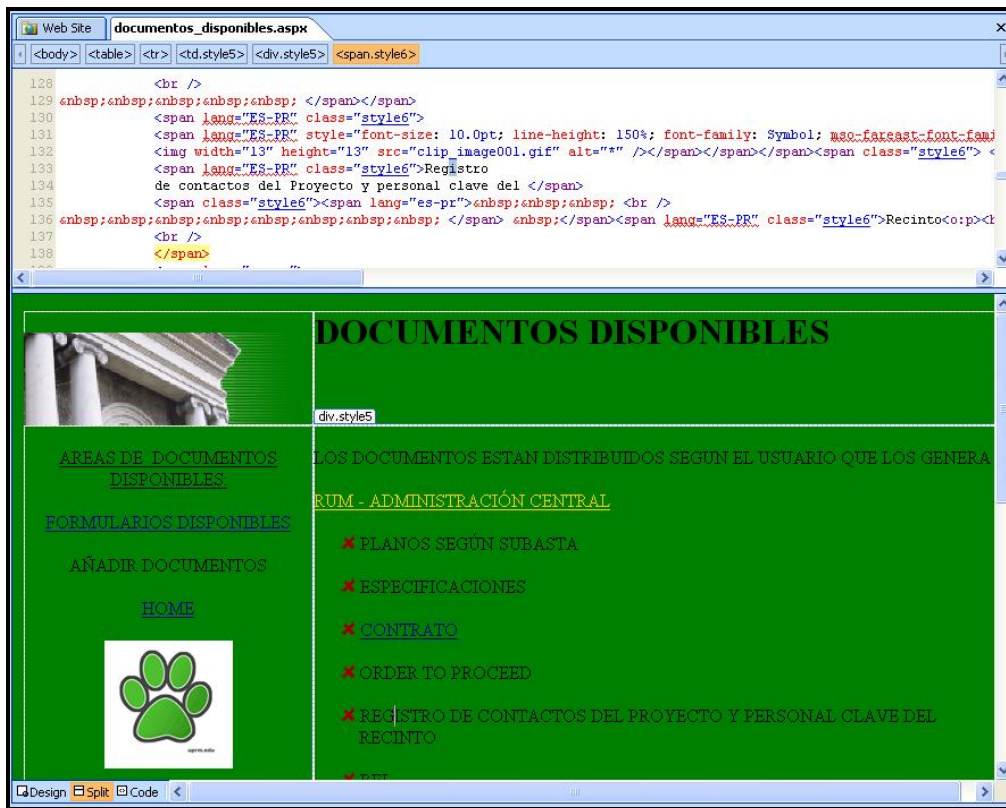 Web Site
documentos_disponibles.aspx
<body> <table> <tr> <td.style5> <div.style5> <span.style6>
128 <br />
129 &nbsp;&nbsp;&nbsp;&nbsp;&nbsp; </span></span>
130 <span lang="ES-PR" class="style6">
131 <span lang="ES-PR" style="font-size: 10.0pt; line-height: 150%; font-family: Symbol; mso-fareast-font-fami
132 <img width="13" height="13" src="clip_image001.gif" alt="*" /></span></span></span><span class="style6"> <
133 <span lang="ES-PR" class="style6">Registro
134 de contactos del Proyecto y personal clave del </span>
135 <span class="style6"><span lang="es-pr">&nbsp;&nbsp;&nbsp; <br />
136 &nbsp;&nbsp;&nbsp;&nbsp;&nbsp;&nbsp;&nbsp; </span> &nbsp;</span><span lang="ES-PR" class="style6">Recinto<o:p><b
137 <br />
138 </span>
DOCUMENTOS DISPONIBLES
div.style5
AREAS DE DOCUMENTOS
DISPONIBLES:
FORMULARIOS DISPONIBLES
AÑADIR DOCUMENTOS
HOME
uprm.edu
LOS DOCUMENTOS ESTAN DISTRIBUIDOS SEGUN EL USUARIO QUE LOS GENERA
RUM - ADMINISTRACIÓN CENTRAL
PLANOS SEGÚN SUBASTA
ESPECIFICACIONES
CONTRATO
ORDER TO PROCEED
REGISTRO DE CONTACTOS DEL PROYECTO Y PERSONAL CLAVE DEL
RECINTO
Design Split Code